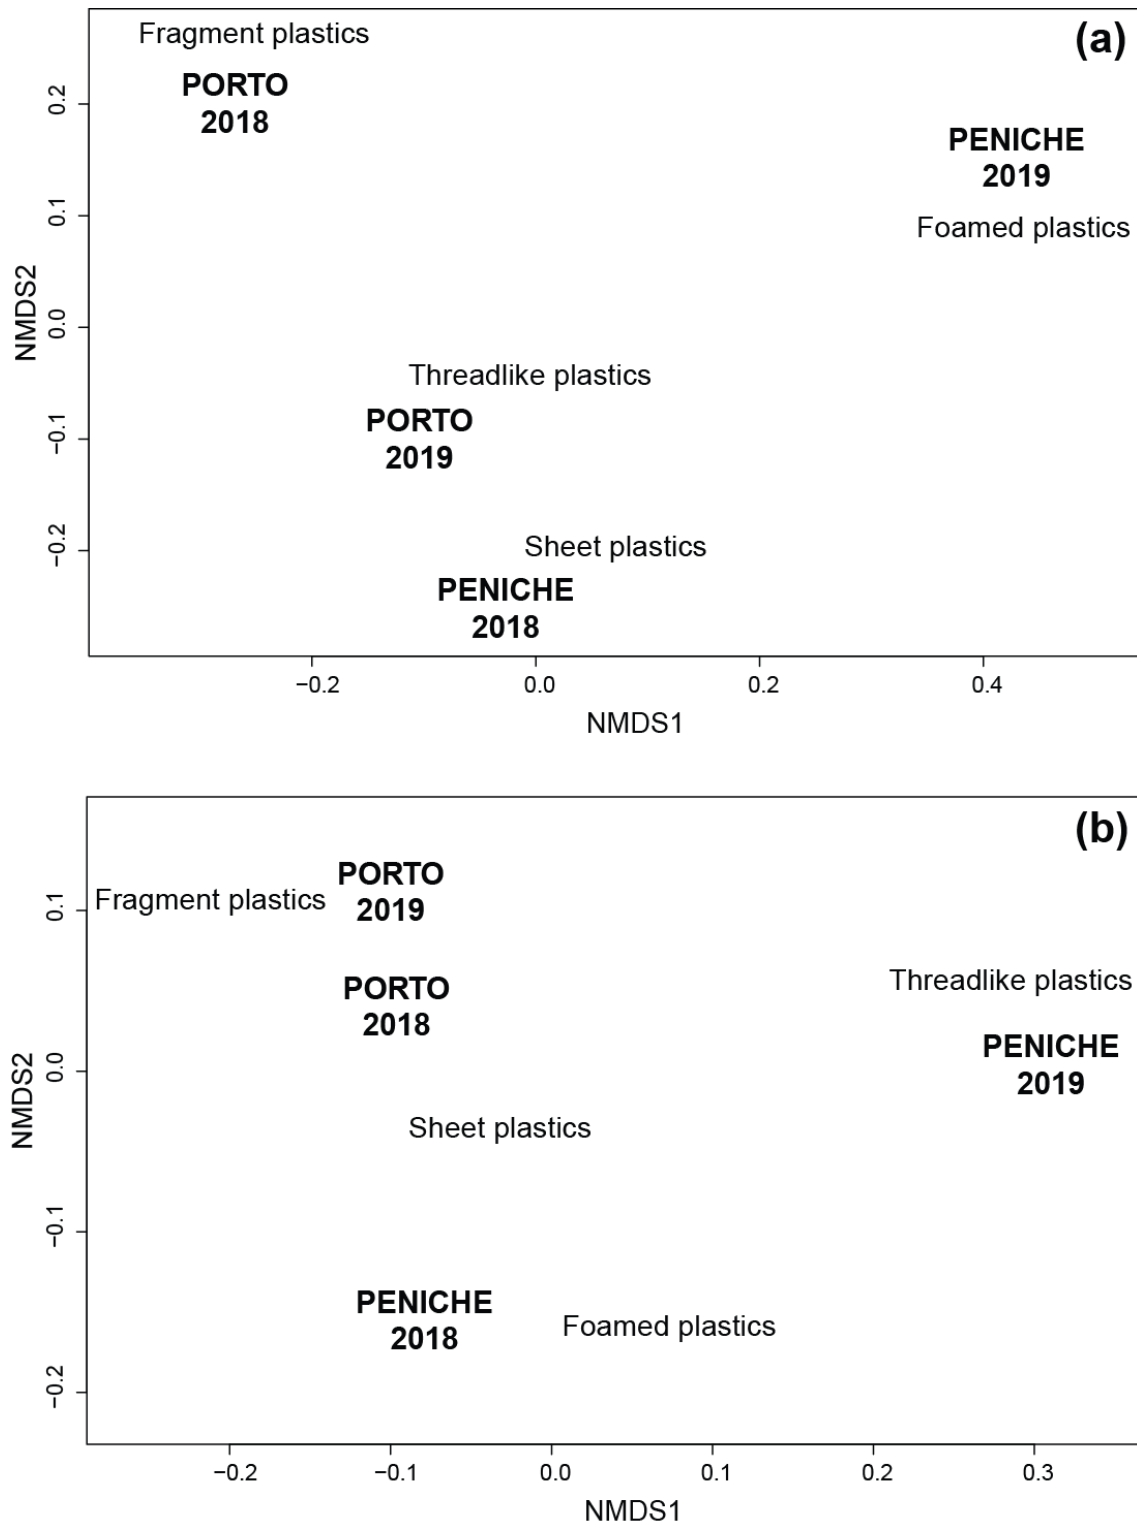 (a)
Fragment plastics
PORTO
2018
PENICHE
2019
Foamed plastics
Threadlike plastics
PORTO
2019
Sheet plastics
PENICHE
2018
0.2
0.1
0.0
−0.1
−0.2
NMDS2
−0.2
0.0
0.2
0.4
NMDS1
(b)
PORTO
2019
Fragment plastics
PORTO
2018
Threadlike plastics
PENICHE
2019
Sheet plastics
PENICHE
2018
Foamed plastics
0.1
0.0
−0.1
−0.2
NMDS2
−0.2
−0.1
0.0
0.1
0.2
0.3
NMDS1